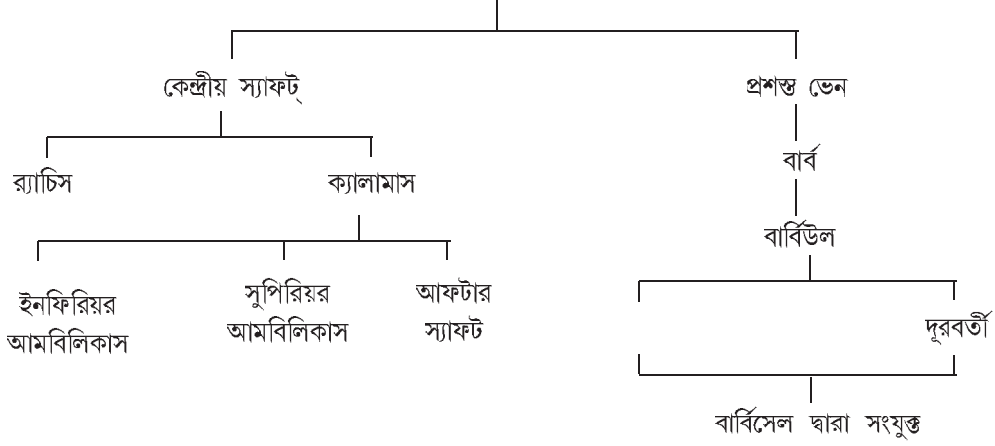 কেন্দ্রীয় স্যাফট্ প্রশস্ত ভেন
বার্ব
র‍্যাচিস ক্যালামাস
বার্বিউল
ইনফিরিয়র আমবিলিকাস
সুপিরিয়র আমবিলিকাস
আফটার স্যাফট
দূরবর্তী
বার্বিসেল দ্বারা সংযুক্ত